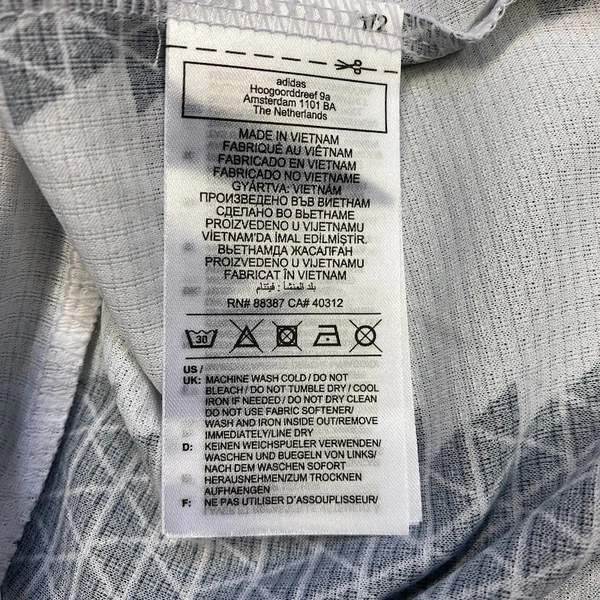 1/2
adidas
Hoogoorddreef 9a
Amsterdam 1101 BA
The Netherlands
MADE IN VIETNAM
FABRIQUÉ AU VIÊTNAM
FABRICADO EN VIETNAM
FABRICADO NO VIETNAME
GYÁRTVA: VIETNÁM
ПРОИЗВЕДЕНО ВЪВ ВИЕТНАМ
СДЕЛАНО ВО ВЬЕТНАМЕ
PROIZVEDENO U VIJETNAMU
VİETNAM'DA İMAL EDİLMİŞTİR.
ВЬЕТНАМДА ЖАСАЛҒАН
PROIZVEDENO U VIJETNAMU
FABRICAT ÎN VIETNAM
بلد المنشأ : فيتنام
RN# 88387 CA# 40312
30
US /
UK: MACHINE WASH COLD / DO NOT
BLEACH / DO NOT TUMBLE DRY / COOL
IRON IF NEEDED / DO NOT DRY CLEAN
DO NOT USE FABRIC SOFTENER/
WASH AND IRON INSIDE OUT/REMOVE
IMMEDIATELY/LINE DRY
D: KEINEN WEICHSPUELER VERWENDEN/
WASCHEN UND BUEGELN VON LINKS/
NACH DEM WASCHEN SOFORT
HERAUSNEHMEN/ZUM TROCKNEN
AUFHAENGEN
F: NE PAS UTILISER D'ASSOUPLISSEUR/